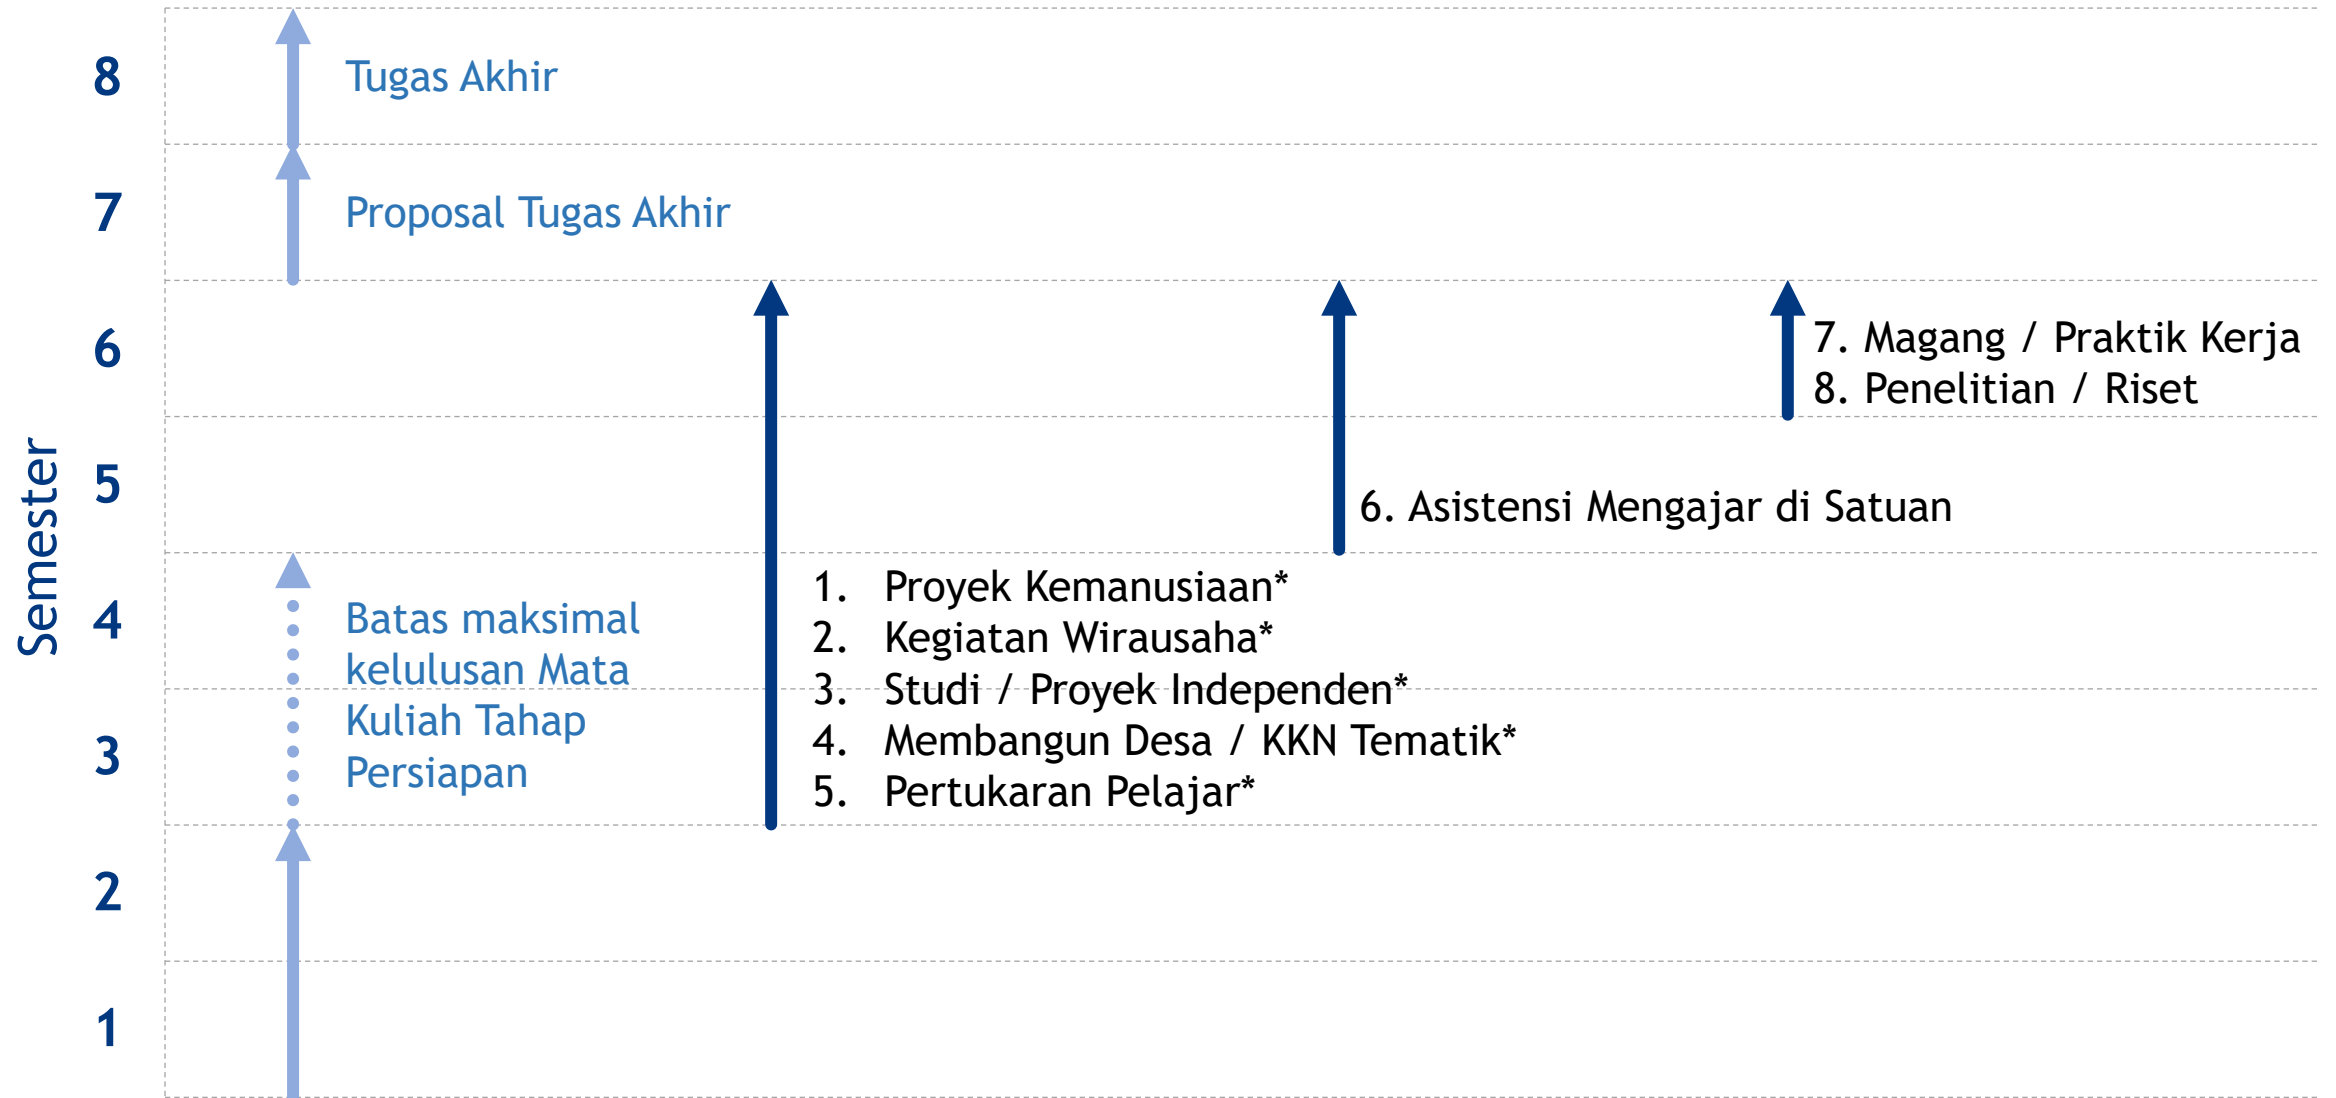 8
Tugas Akhir
7
Proposal Tugas Akhir
6
7. Magang / Praktik Kerja
8. Penelitian / Riset
Semester
5
6. Asistensi Mengajar di Satuan
4
Batas maksimal
kelulusan Mata
Kuliah Tahap
Persiapan
1. Proyek Kemanusiaan*
2. Kegiatan Wirausaha*
3. Studi / Proyek Independen*
4. Membangun Desa / KKN Tematik*
5. Pertukaran Pelajar*
3
2
1